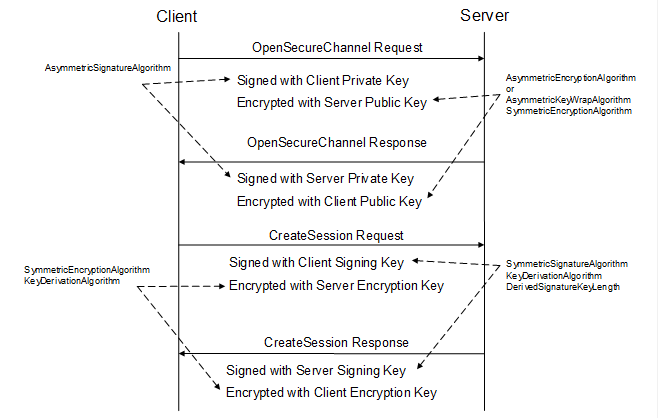 Client
Server
OpenSecureChannel Request
AsymmetricSignatureAlgorithm
Signed with Client Private Key
Encrypted with Server Public Key
AsymmetricEncryptionAlgorithm
or
AsymmetricKeyWrapAlgorithm
SymmetricEncryptionAlgorithm
OpenSecureChannel Response
Signed with Server Private Key
Encrypted with Client Public Key
CreateSession Request
Signed with Client Signing Key
Encrypted with Server Encryption Key
SymmetricEncryptionAlgorithm
KeyDerivationAlgorithm
SymmetricSignatureAlgorithm
KeyDerivationAlgorithm
DerivedSignatureKeyLength
CreateSession Response
Signed with Server Signing Key
Encrypted with Client Encryption Key